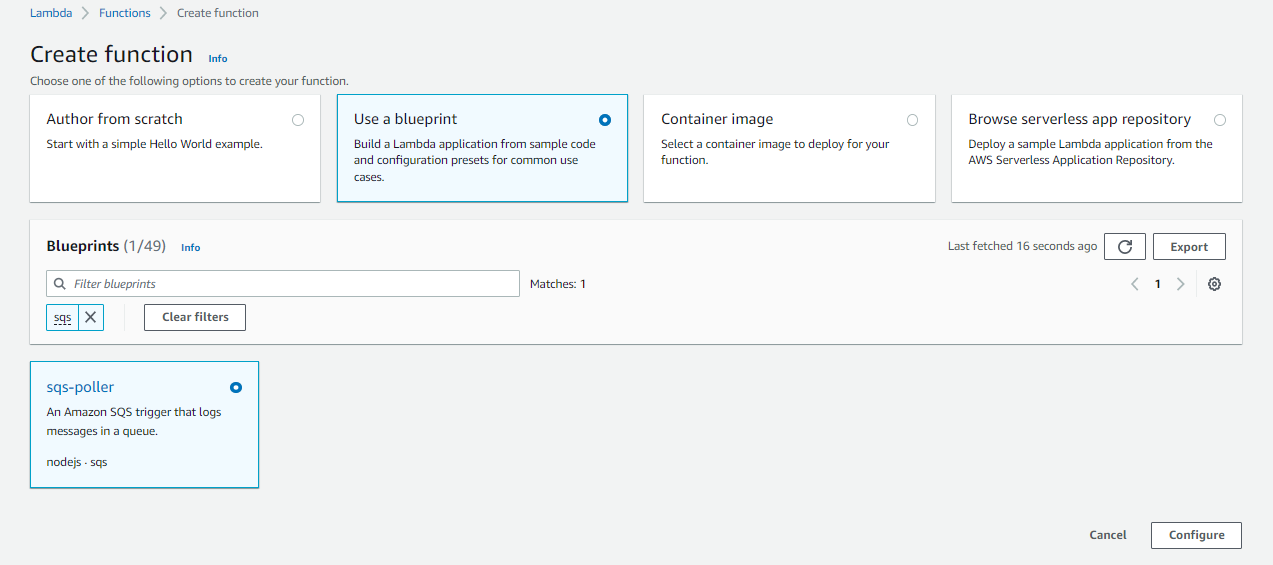 Lambda > Functions > Create function
Create function Info
Choose one of the following options to create your function.
Author from scratch
Start with a simple Hello World example.
Use a blueprint
Build a Lambda application from sample code
and configuration presets for common use
cases.
Container image
Select a container image to deploy for your
function.
Browse serverless app repository
Deploy a sample Lambda application from the
AWS Serverless Application Repository.
Blueprints (1/49) Info
Last fetched 16 seconds ago
Export
Filter blueprints
Matches: 1
1
sqs
Clear filters
sqs-poller
An Amazon SQS trigger that logs
messages in a queue.
nodejs · sqs
Cancel
Configure